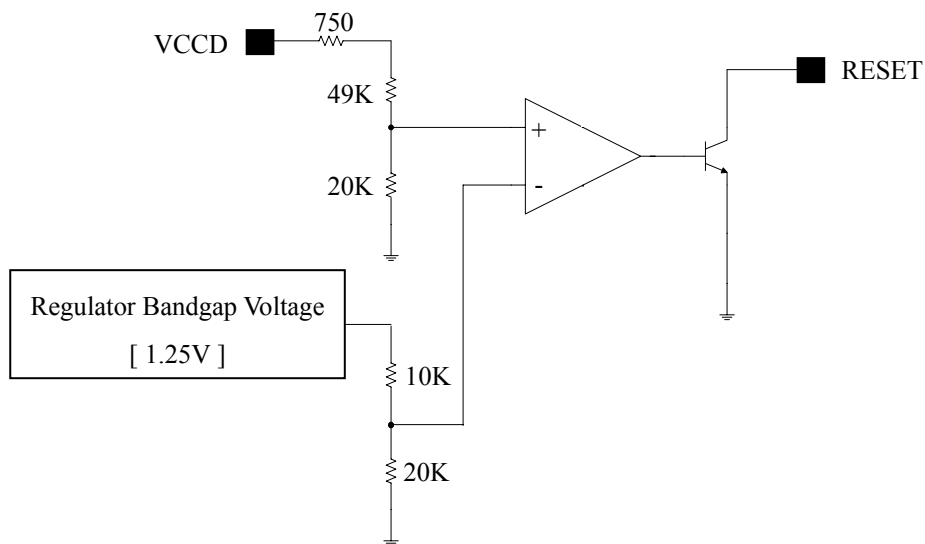 750
VCCD
RESET
49K
+
20K
-
Regulator Bandgap Voltage
[ 1.25V ]
10K
20K